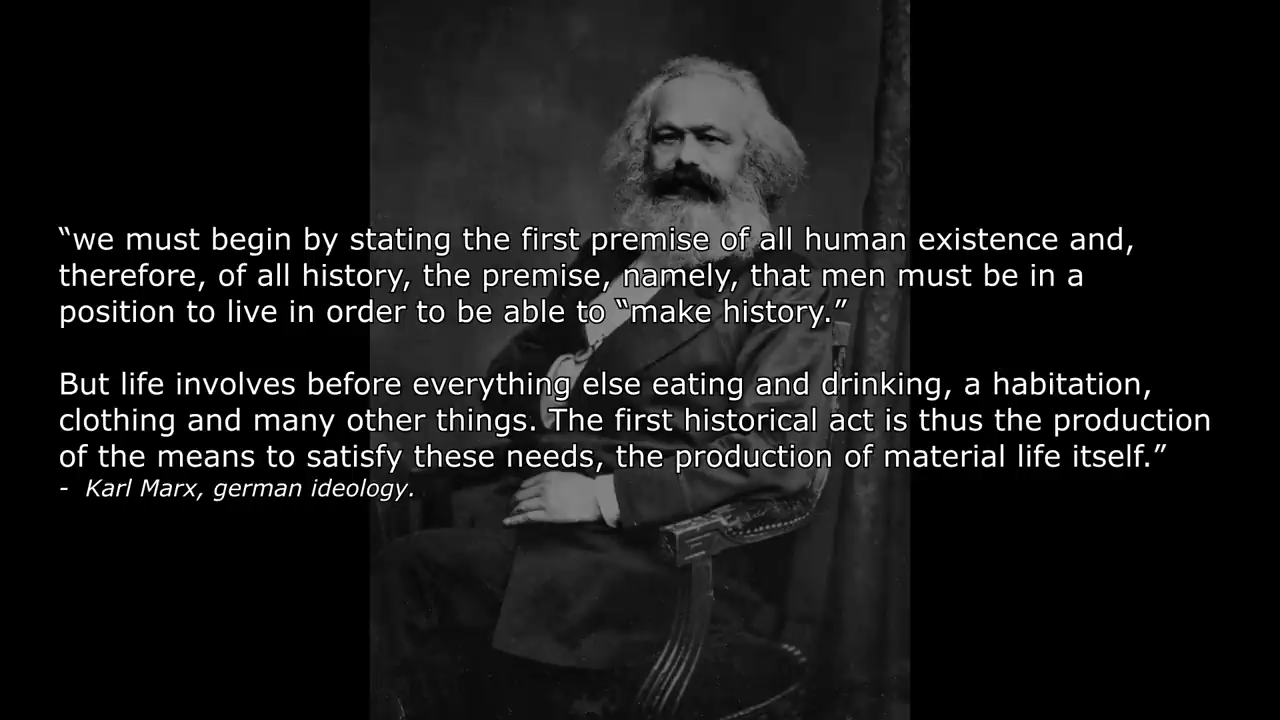 “we must begin by stating the first premise of all human existence and,
therefore, of all history, the premise, namely, that men must be in a
position to live in order to be able to “make history.”
But life involves before everything else eating and drinking, a habitation,
clothing and many other things. The first historical act is thus the production
of the means to satisfy these needs, the production of material life itself.”
- Karl Marx, german ideology.